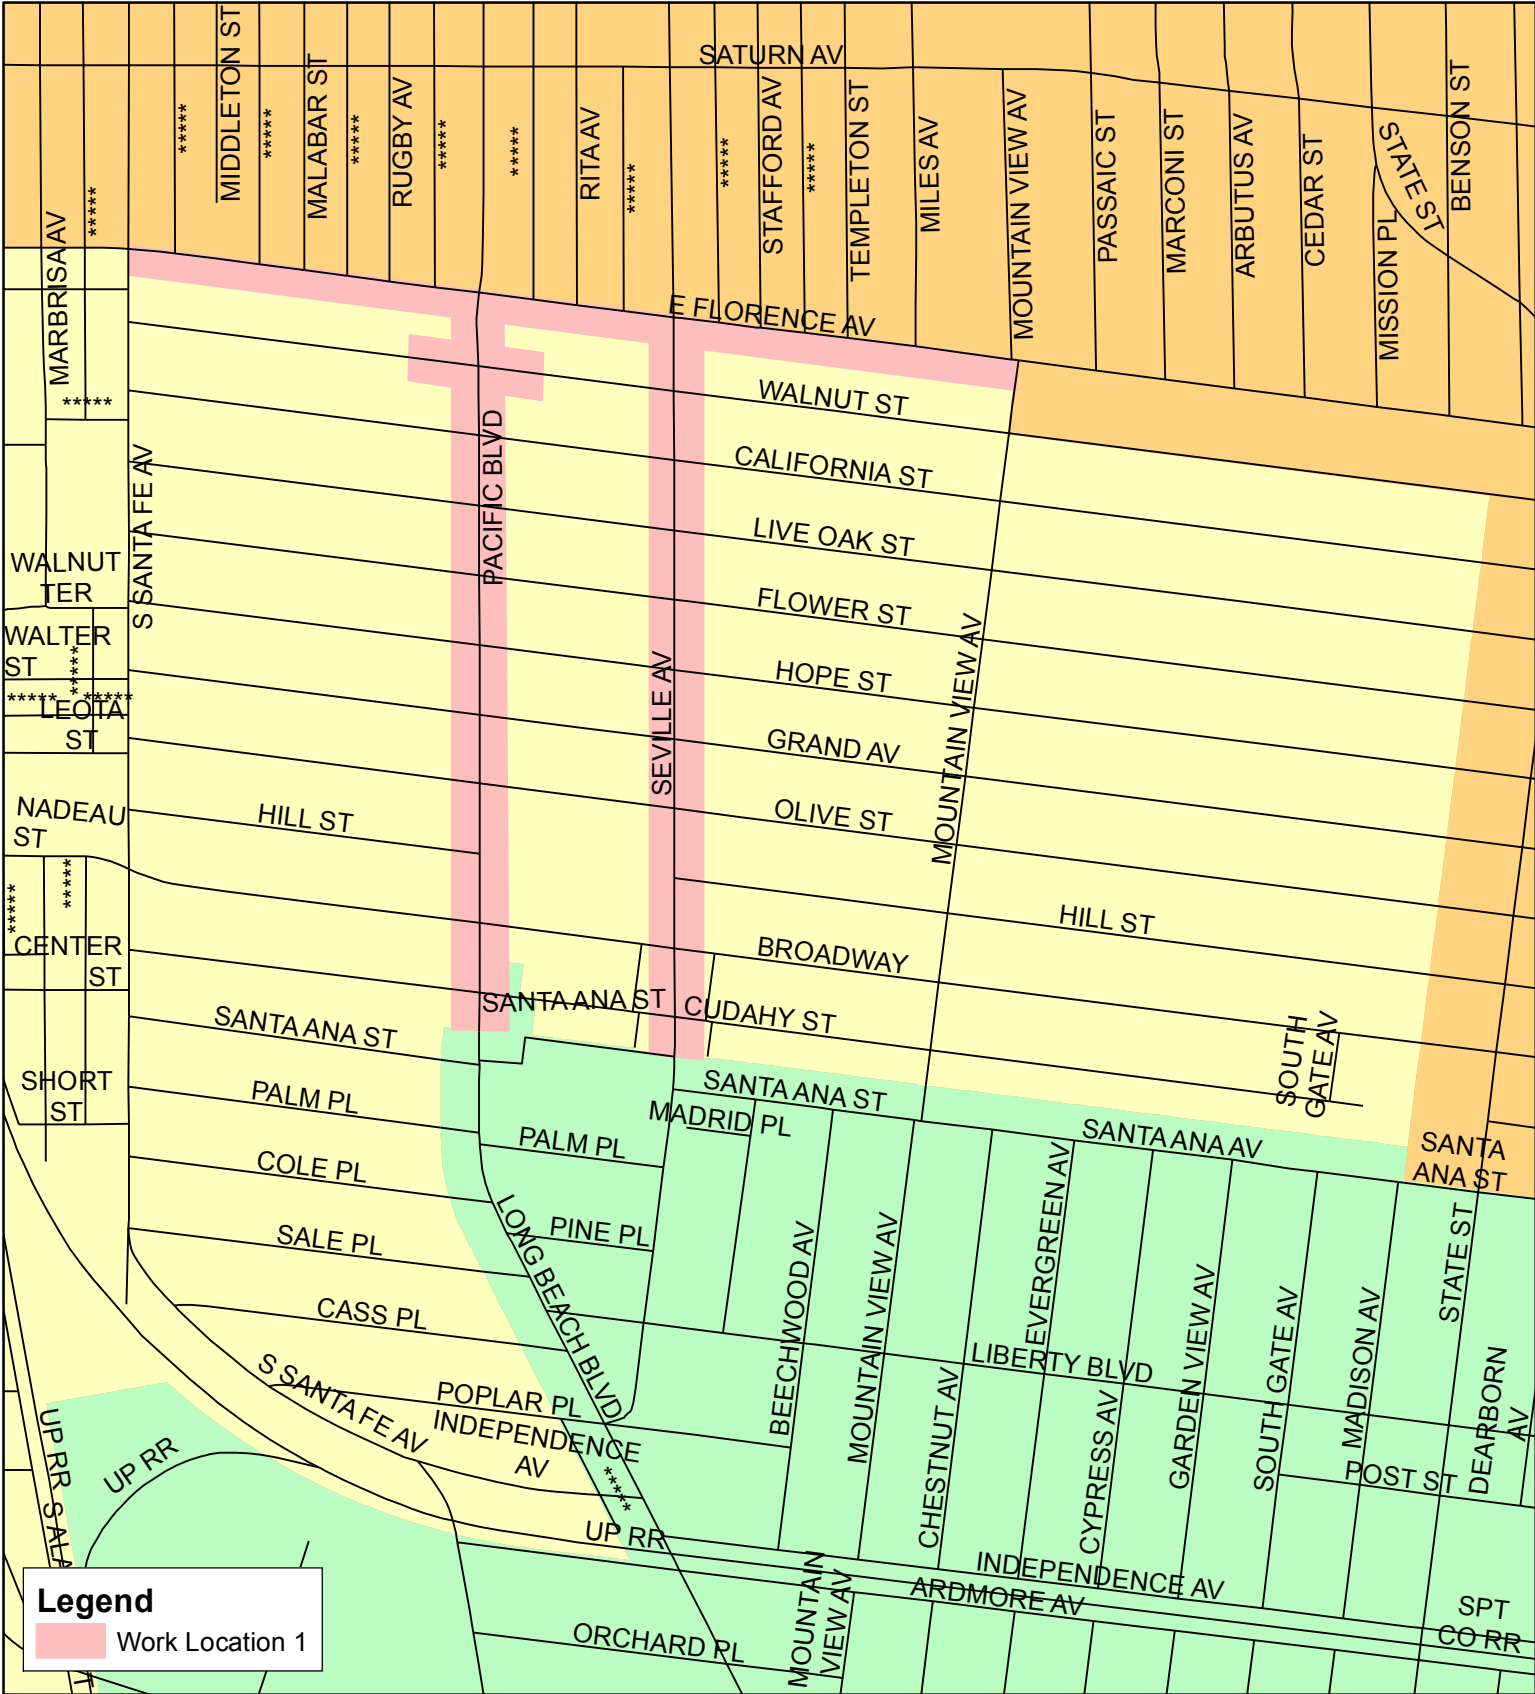 SATURN AV
MIDDLETON ST
MALABAR ST
RUGBY AV
RITA AV
STAFFORD AV
TEMPLETON ST
MILES AV
MOUNTAIN VIEW AV
PASSAIC ST
MARCONI ST
ARBUTUS AV
CEDAR ST
STATE ST
BENSON ST
MISSION PL
*****
*****
*****
*****
*****
*****
*****
*****
*****
MARBRISA AV
*****
E FLORENCE AV
WALNUT ST
CALIFORNIA ST
LIVE OAK ST
FLOWER ST
HOPE ST
GRAND AV
OLIVE ST
HILL ST
HILL ST
BROADWAY
PACIFIC BLVD
SEVILLE AV
MOUNTAIN VIEW AV
S SANTA FE AV
WALNUT
TER
WALTER
ST
*****
*****
*****
LEOTA
ST
NADEAU
ST
*****
*****
CENTER
ST
SANTA ANA ST
CUDAHY ST
SOUTH
GATE AV
SANTA ANA ST
SHORT
ST
PALM PL
SANTA ANA ST
MADRID PL
SANTA ANA AV
SANTA
ANA ST
PALM PL
COLE PL
PINE PL
SALE PL
CASS PL
LONG BEACH BLVD
POPLAR PL
INDEPENDENCE
AV
*****
S SANTA FE AV
UP RR
UP RR
S ALA
T
UP RR
BEECHWOOD AV
MOUNTAIN VIEW AV
CHESTNUT AV
EVERGREEN AV
CYPRESS AV
GARDEN VIEW AV
SOUTH GATE AV
MADISON AV
STATE ST
DEARBORN
AV
LIBERTY BLVD
POST ST
INDEPENDENCE AV
ARDMORE AV
MOUNTAIN
VIEW AV
ORCHARD PL
SPT
CO RR
Legend
Work Location 1